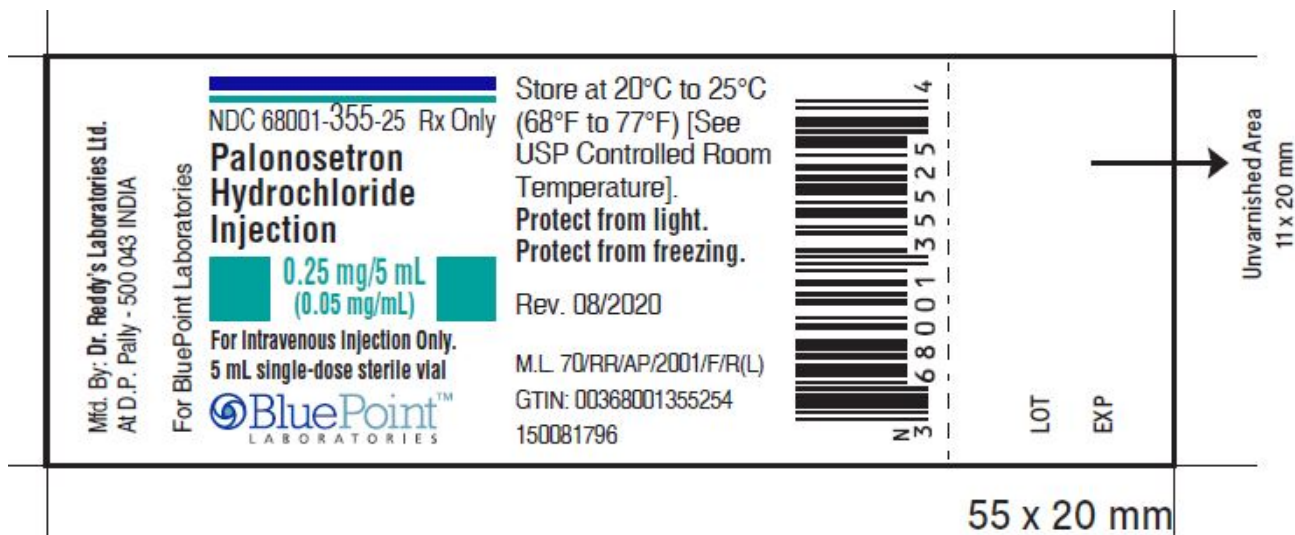 Mfd. By: Dr. Reddy's Laboratories Ltd.
At D.P. Pally - 500 043 INDIA
For BluePoint Laboratories
NDC 68001-355-25 Rx Only
Palonosetron
Hydrochloride
Injection
0.25 mg/5 mL
(0.05 mg/mL)
For Intravenous Injection Only.
5 mL single-dose sterile vial
BluePoint™
LABORATORIES
Store at 20°C to 25°C
(68°F to 77°F) [See
USP Controlled Room
Temperature].
Protect from light.
Protect from freezing.
Rev. 08/2020
M.L. 70/RR/AP/2001/F/R(L)
GTIN: 00368001355254
150081796
N
3 68001 35525 4
LOT
EXP
Unvarnished Area
11 x 20 mm
55 x 20 mm